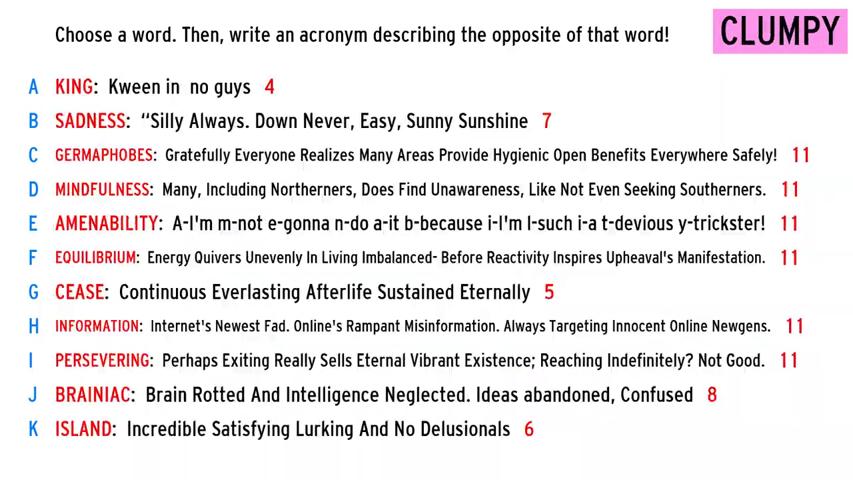 Choose a word. Then, write an acronym describing the opposite of that word!
CLUMPY
A KING: Kween in no guys 4
B SADNESS: “Silly Always. Down Never, Easy, Sunny Sunshine 7
C GERMAPHOBES: Gratefully Everyone Realizes Many Areas Provide Hygienic Open Benefits Everywhere Safely! 11
D MINDFULNESS: Many, Including Northerners, Does Find Unawareness, Like Not Even Seeking Southerners. 11
E AMENABILITY: A-I'm m-not e-gonna n-do a-it b-because i-I'm l-such i-a t-devious y-trickster! 11
F EQUILIBRIUM: Energy Quivers Unevenly In Living Imbalanced- Before Reactivity Inspires Upheaval's Manifestation. 11
G CEASE: Continuous Everlasting Afterlife Sustained Eternally 5
H INFORMATION: Internet's Newest Fad. Online's Rampant Misinformation. Always Targeting Innocent Online Newgens. 11
I PERSEVERING: Perhaps Exiting Really Sells Eternal Vibrant Existence; Reaching Indefinitely? Not Good. 11
J BRAINIAC: Brain Rotted And Intelligence Neglected. Ideas abandoned, Confused 8
K ISLAND: Incredible Satisfying Lurking And No Delusionals 6